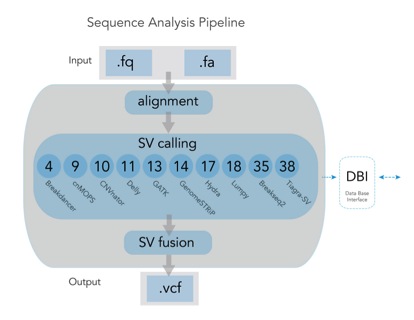 Sequence Analysis Pipeline
Input
.fq
.fa
alignment
SV calling
4 9 10 11 13 14 17 18 35 38
Breakdancer
cnMOPS
CNVnator
Delly
GATK
GenomeSTRiP
Hydra
Lumpy
Breakseq2
Tiagra-SV
DBI
Data Base
Interface
SV fusion
Output
.vcf